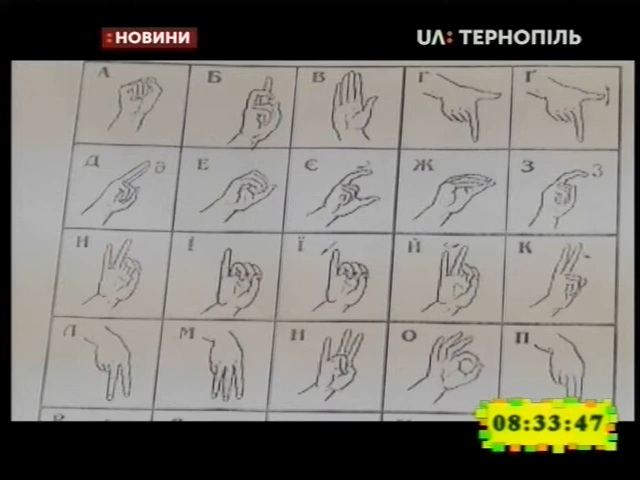 :НОВИНИ
UA: ТЕРНОПІЛЬ
А Б В Г Ґ
Д Е Є Ж З З
И І Ї Й К
Л М Н О П
08:33:47